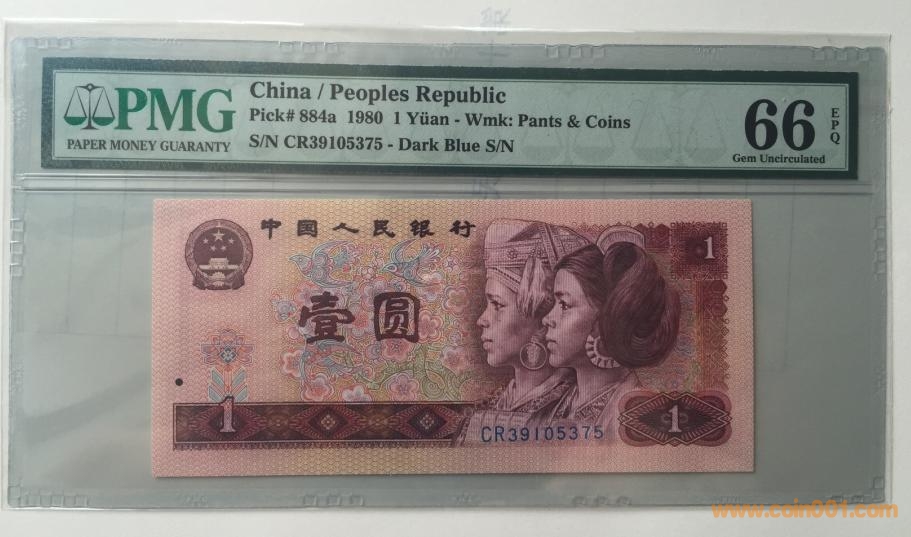 PMG
PAPER MONEY GUARANTY
China / Peoples Republic
Pick# 884a 1980 1 Yüan - Wmk: Pants & Coins
S/N CR39105375 - Dark Blue S/N
66
EPQ
Gem Uncirculated
中国人民银行
1
壹圆
1
1
CR39105375
www.coin001.com